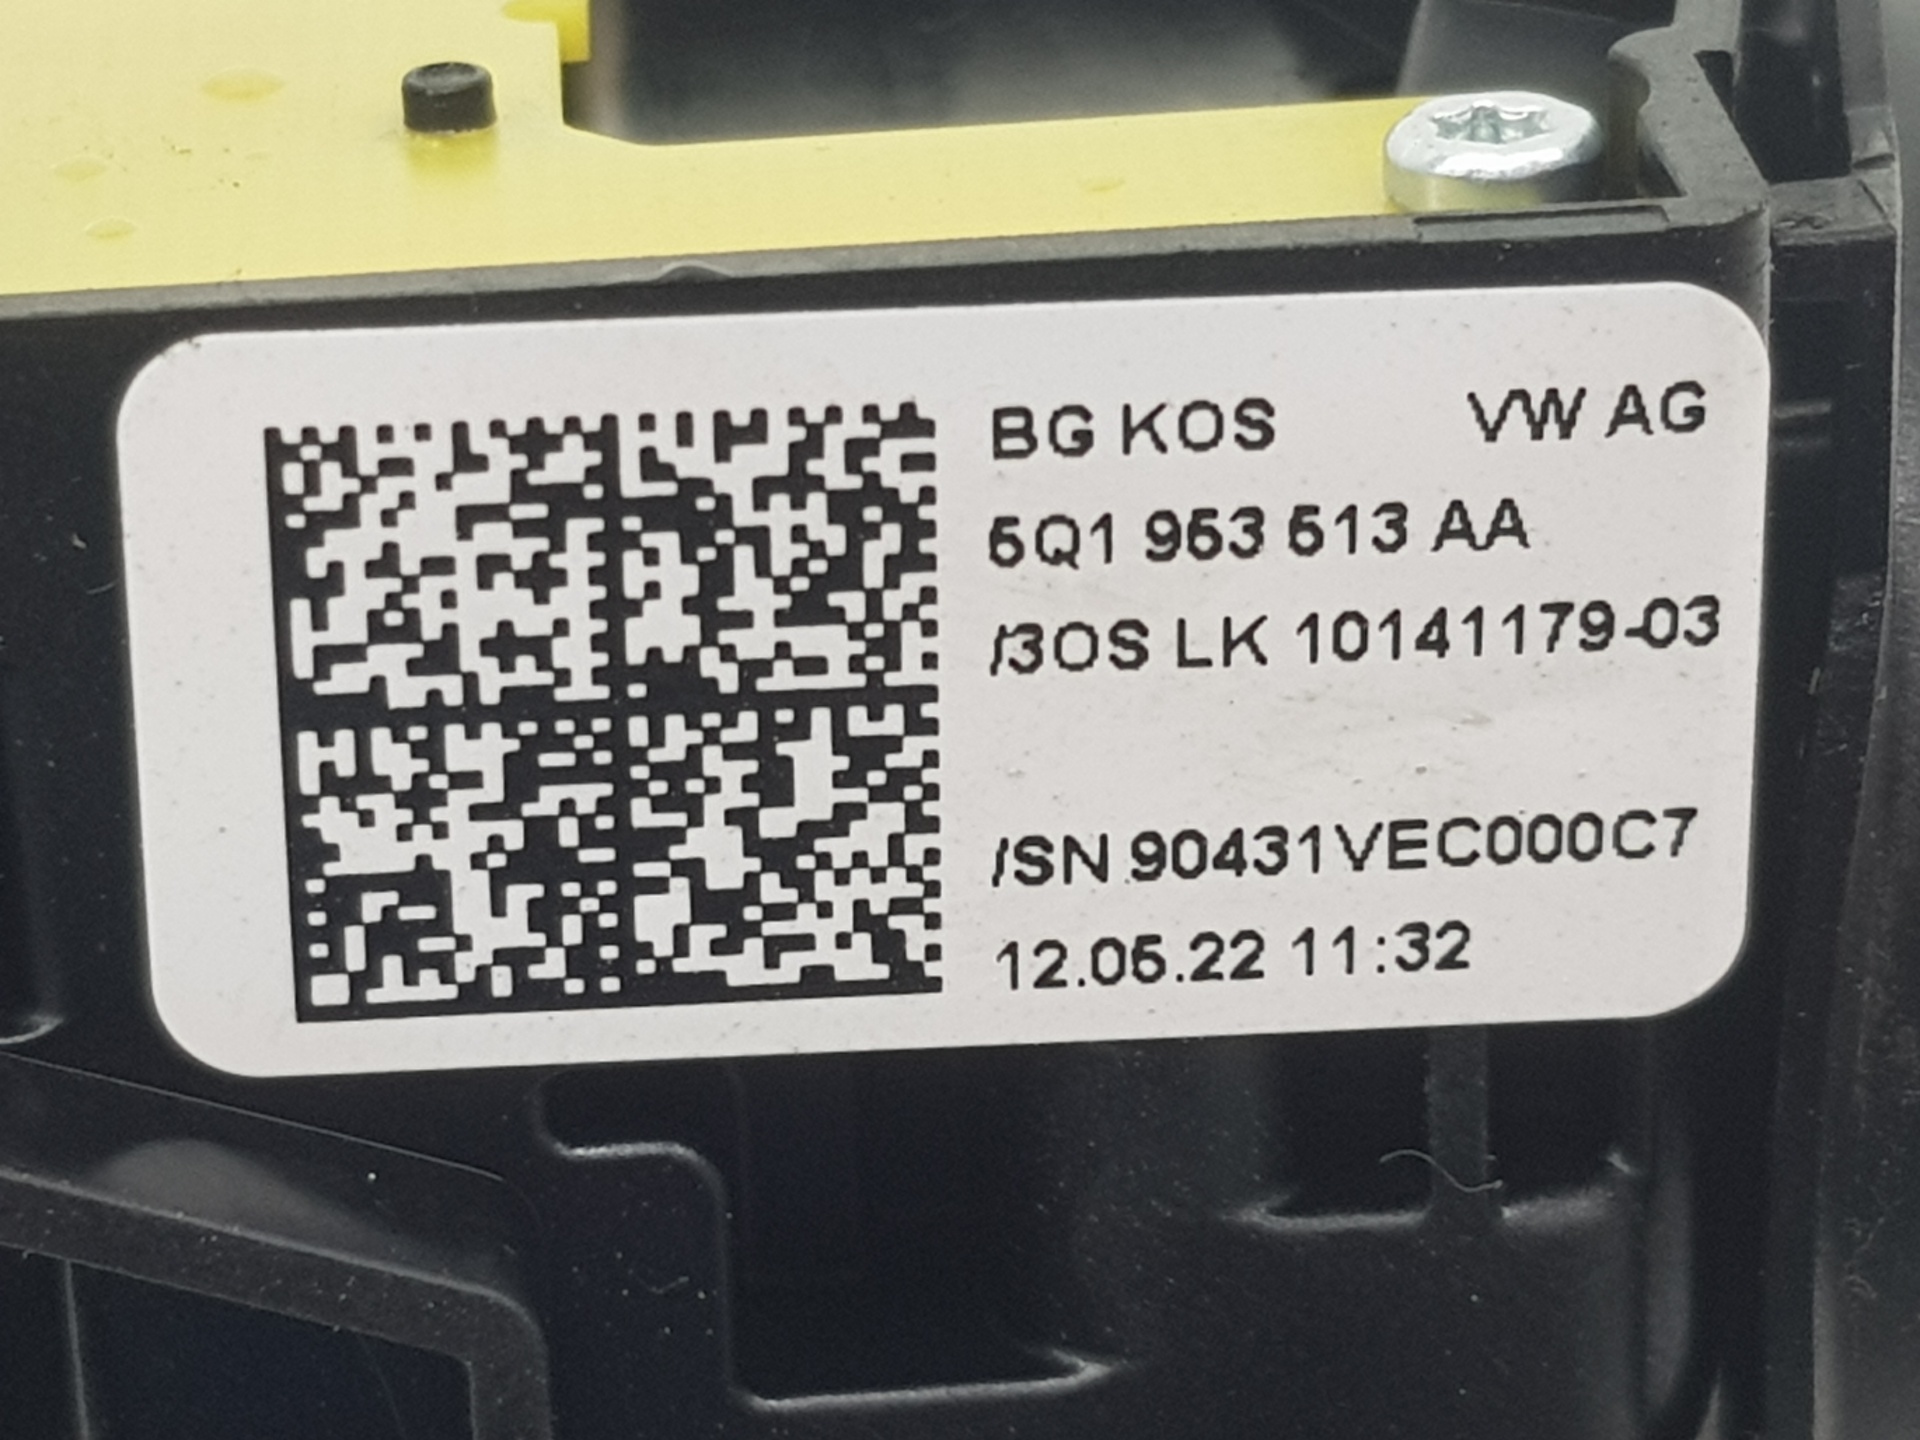 BG KOS VW AG
5Q1 953 513 AA
/3OS LK 10141179-03
/SN 90431VEC000C7
12.05.22 11:32